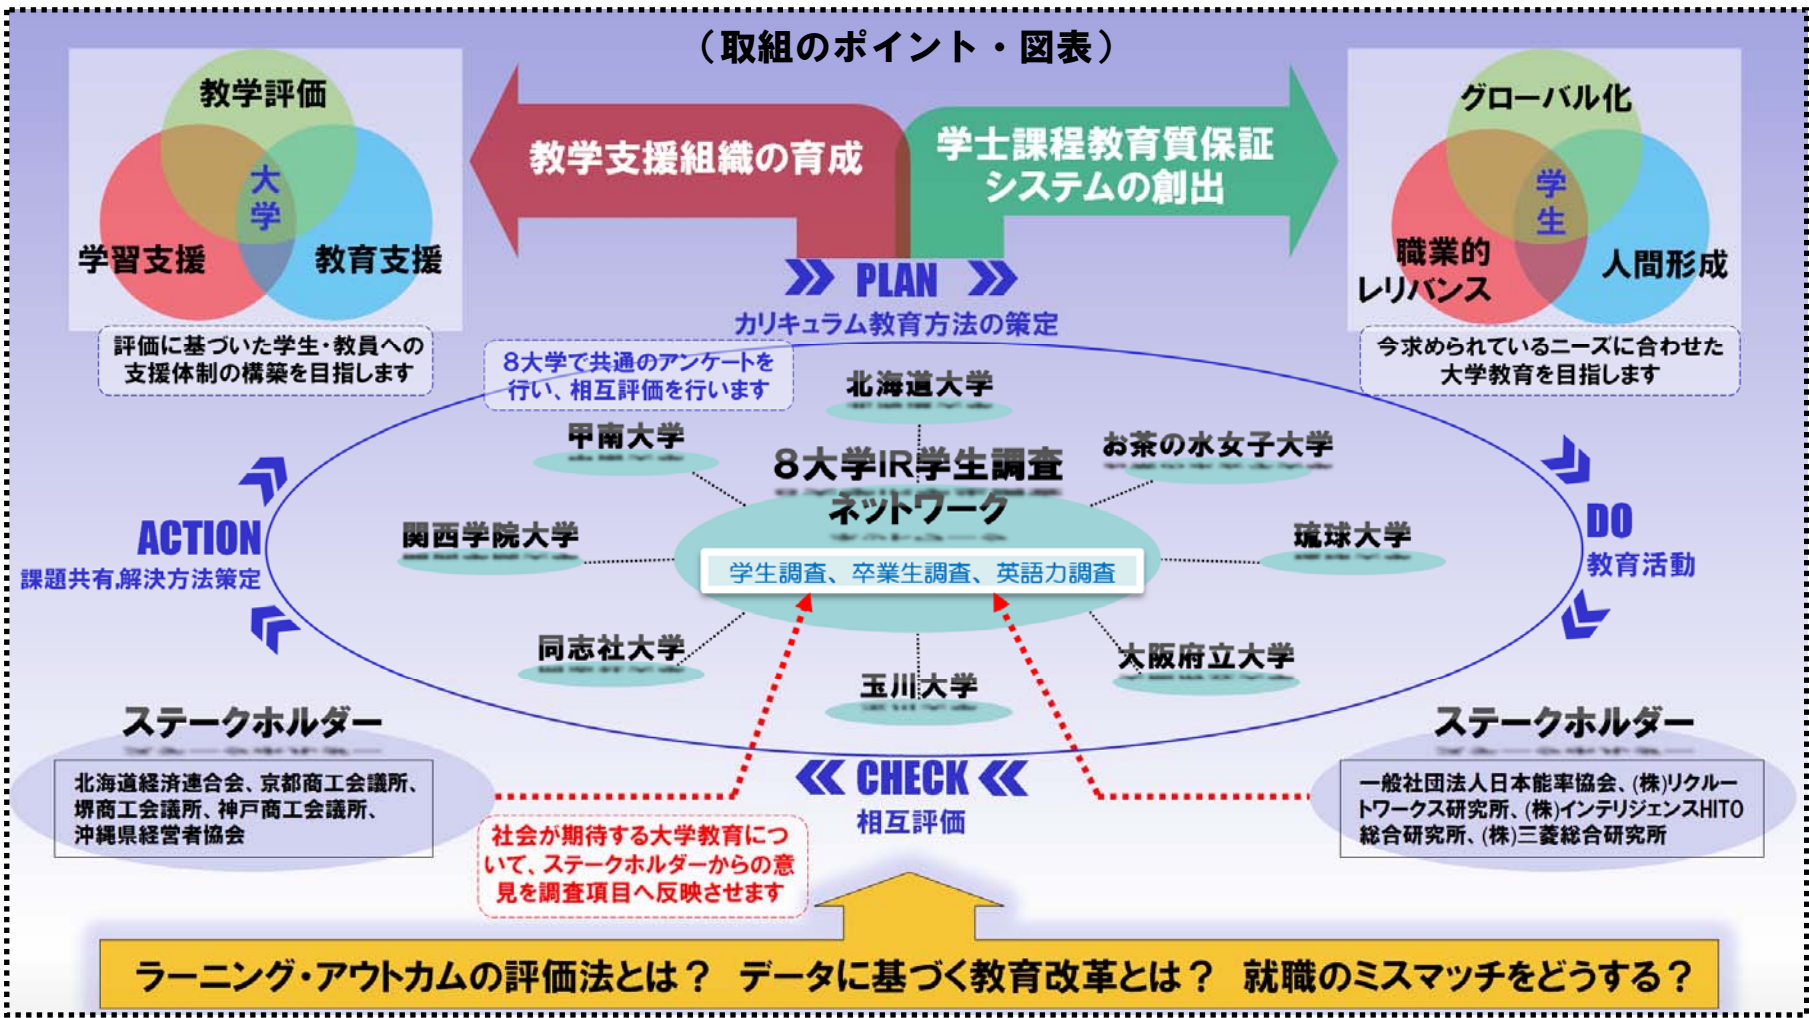 （取組のポイント・図表）
教学評価
大学
学習支援
教育支援
評価に基づいた学生・教員への
支援体制の構築を目指します
教学支援組織の育成
学士課程教育質保証
システムの創出
グローバル化
学生
職業的
レリバンス
人間形成
今求められているニーズに合わせた
大学教育を目指します
PLAN
カリキュラム教育方法の策定
8大学で共通のアンケートを
行い、相互評価を行います
北海道大学
甲南大学
お茶の水女子大学
8大学IR学生調査
ネットワーク
関西学院大学
琉球大学
学生調査、卒業生調査、英語力調査
同志社大学
大阪府立大学
玉川大学
ACTION
課題共有,解決方法策定
DO
教育活動
CHECK
相互評価
ステークホルダー
北海道経済連合会、京都商工会議所、
堺商工会議所、神戸商工会議所、
沖縄県経営者協会
ステークホルダー
一般社団法人日本能率協会、(株)リクルー
トワークス研究所、(株)インテリジェンスHITO
総合研究所、(株)三菱総合研究所
社会が期待する大学教育につ
いて、ステークホルダーからの意
見を調査項目へ反映させます
ラーニング・アウトカムの評価法とは？ データに基づく教育改革とは？ 就職のミスマッチをどうする？